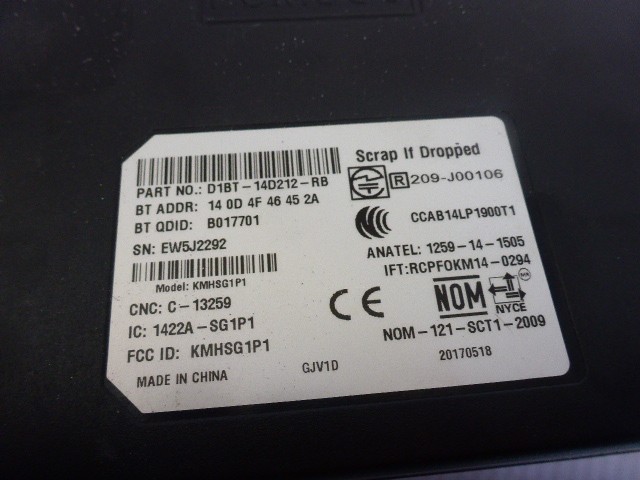 Scrap If Dropped
PART NO.: D1BT-14D212-RB
R 209-J00106
BT ADDR: 14 0D 4F 46 45 2A
BT QDID: B017701
CCAB14LP1900T1
SN: EW5J2292
ANATEL: 1259-14-1505
IFT:RCPFOKM14-0294
Model: KMHSG1P1
CNC: C-13259
CE
NOM
NYCE
IC: 1422A-SG1P1
NOM-121-SCT1-2009
FCC ID: KMHSG1P1
20170518
GJV1D
MADE IN CHINA